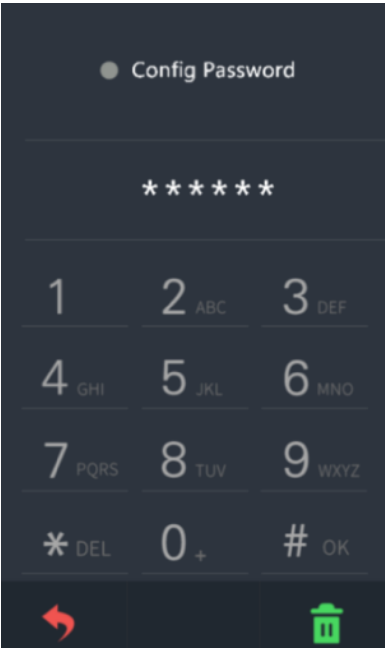 Config Password
******
1 2 ABC 3 DEF
4 GHI 5 JKL 6 MNO
7 PQRS 8 TUV 9 WXYZ
* DEL 0 + # OK